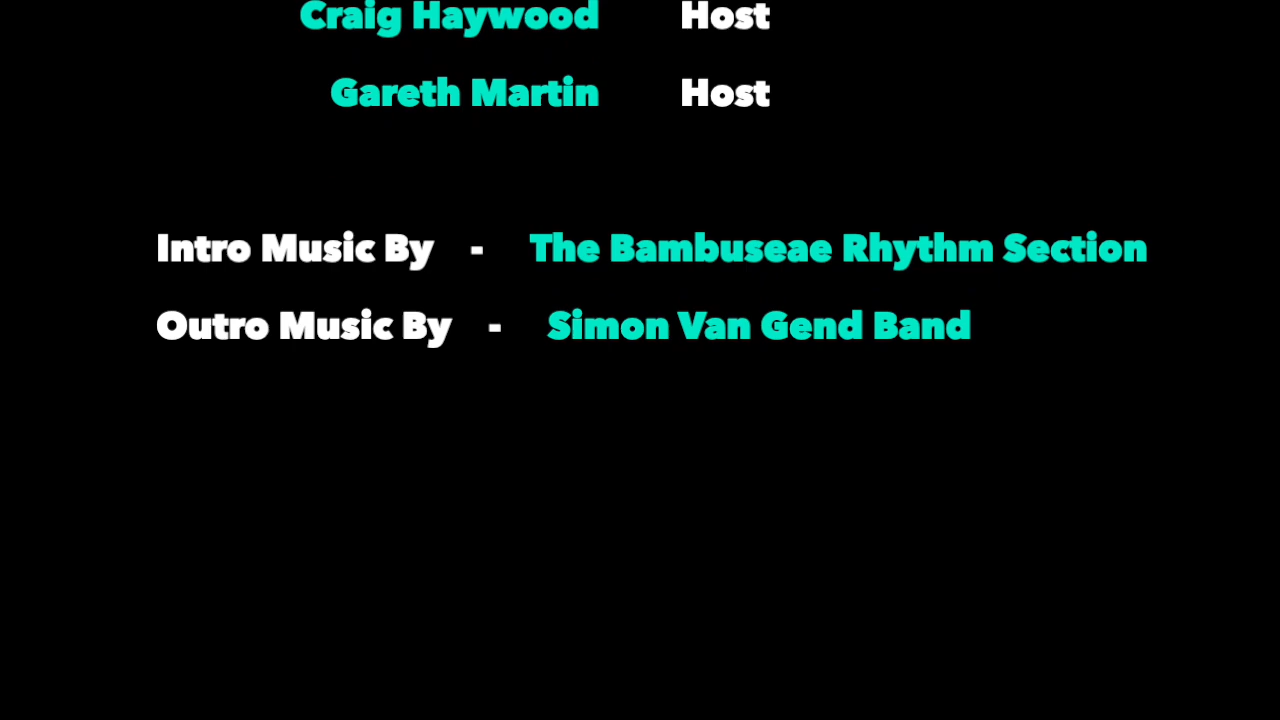 Craig Haywood Host
Gareth Martin Host
Intro Music By - The Bambuseae Rhythm Section
Outro Music By - Simon Van Gend Band